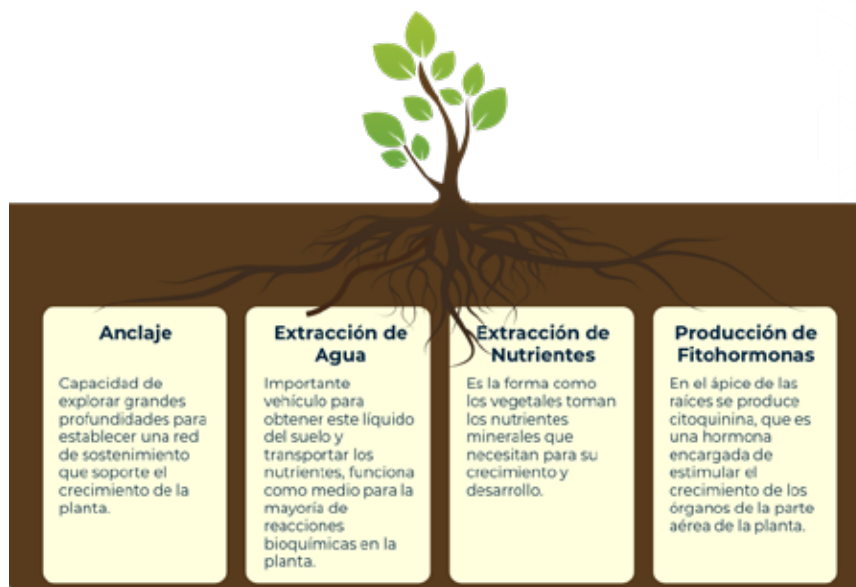 Anclaje
Capacidad de
explorar grandes
profundidades para
establecer una red
de sostenimiento
que soporte el
crecimiento de la
planta.
Extracción de
Agua
Importante
vehículo para
obtener este líquido
del suelo y
transportar los
nutrientes, funciona
como medio para la
mayoría de
reacciones
bioquímicas en la
planta.
Extracción de
Nutrientes
Es la forma como
los vegetales toman
los nutrientes
minerales que
necesitan para su
crecimiento y
desarrollo.
Producción de
Fitohormonas
En el ápice de las
raíces se produce
citoquinina, que es
una hormona
encargada de
estimular el
crecimiento de los
órganos de la parte
aérea de la planta.